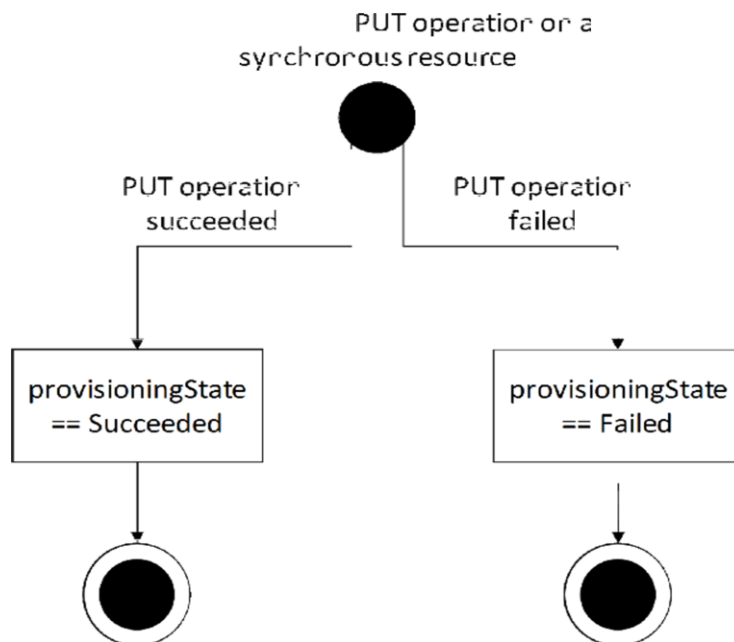 PUT operation on a
synchronous resource
PUT operation
succeeded
PUT operation
failed
provisioningState
== Succeeded
provisioningState
== Failed